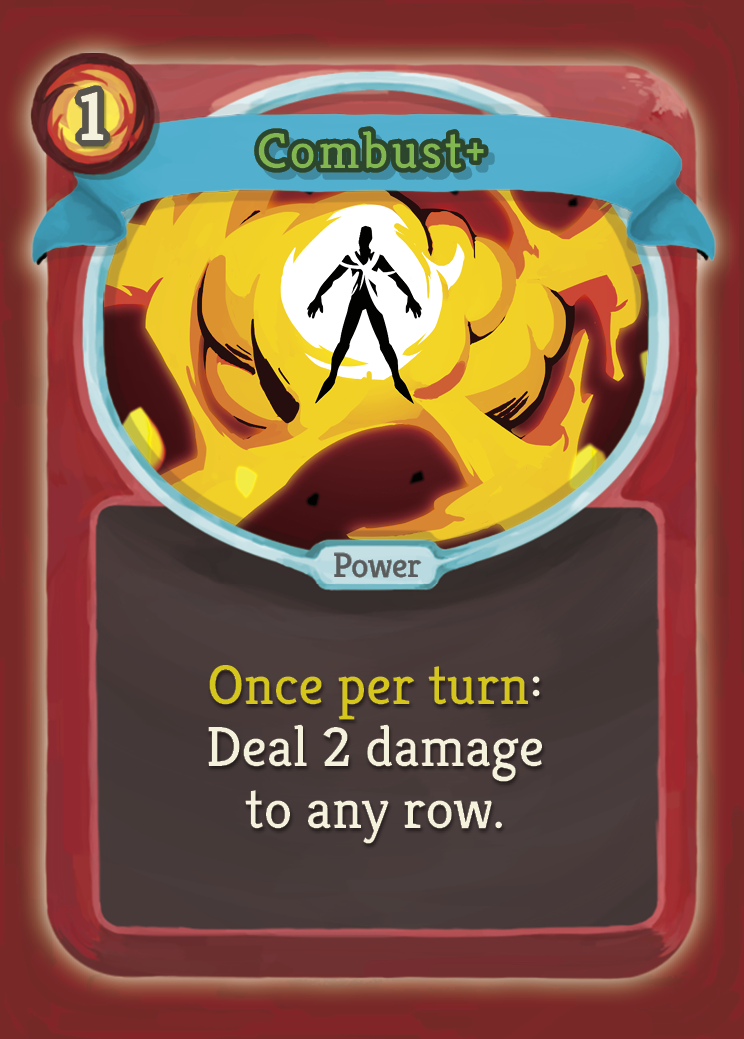 1
Combust+
Power
Once per turn:
Deal 2 damage
to any row.